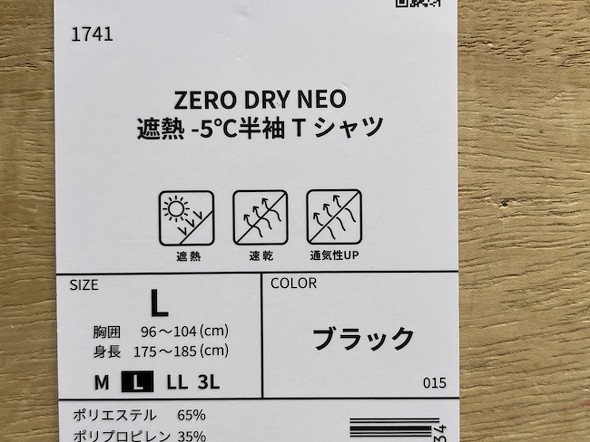 1741
ZERO DRY NEO
遮熱 -5℃半袖 T シャツ
遮熱 速乾 通気性UP
SIZE
L
胸囲 96～104 (cm)
身長 175～185 (cm)
M L LL 3L
COLOR
ブラック
015
ポリエステル 65%
ポリプロピレン 35%
34